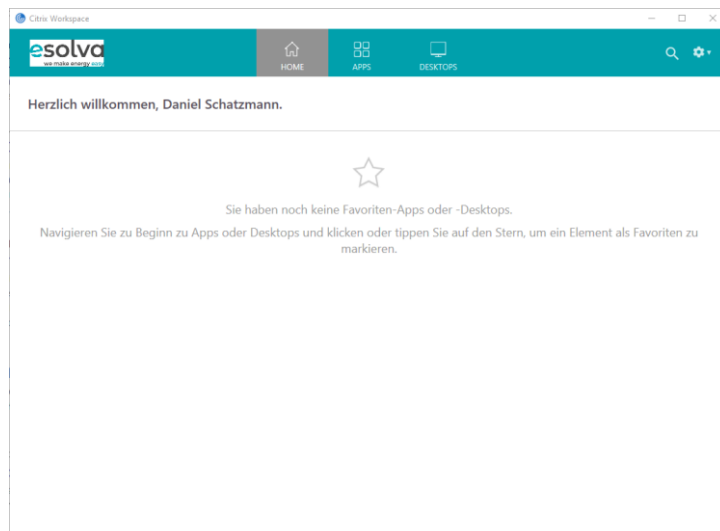 Citrix Workspace
esolva
we make energy easy
HOME
APPS
DESKTOPS
Herzlich willkommen, Daniel Schatzmann.
Sie haben noch keine Favoriten-Apps oder -Desktops.
Navigieren Sie zu Beginn zu Apps oder Desktops und klicken oder tippen Sie auf den Stern, um ein Element als Favoriten zu
markieren.